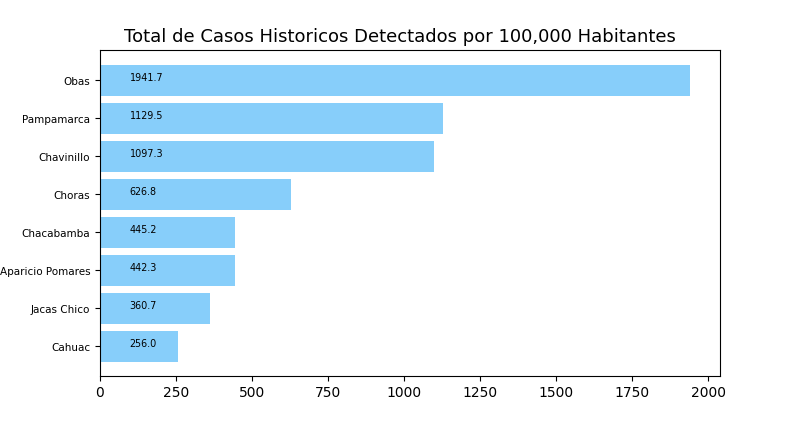 Total de Casos Historicos Detectados por 100,000 Habitantes
Obas 1941.7
Pampamarca 1129.5
Chavinillo 1097.3
Choras 626.8
Chacabamba 445.2
Aparicio Pomares 442.3
Jacas Chico 360.7
Cahuac 256.0
0 250 500 750 1000 1250 1500 1750 2000